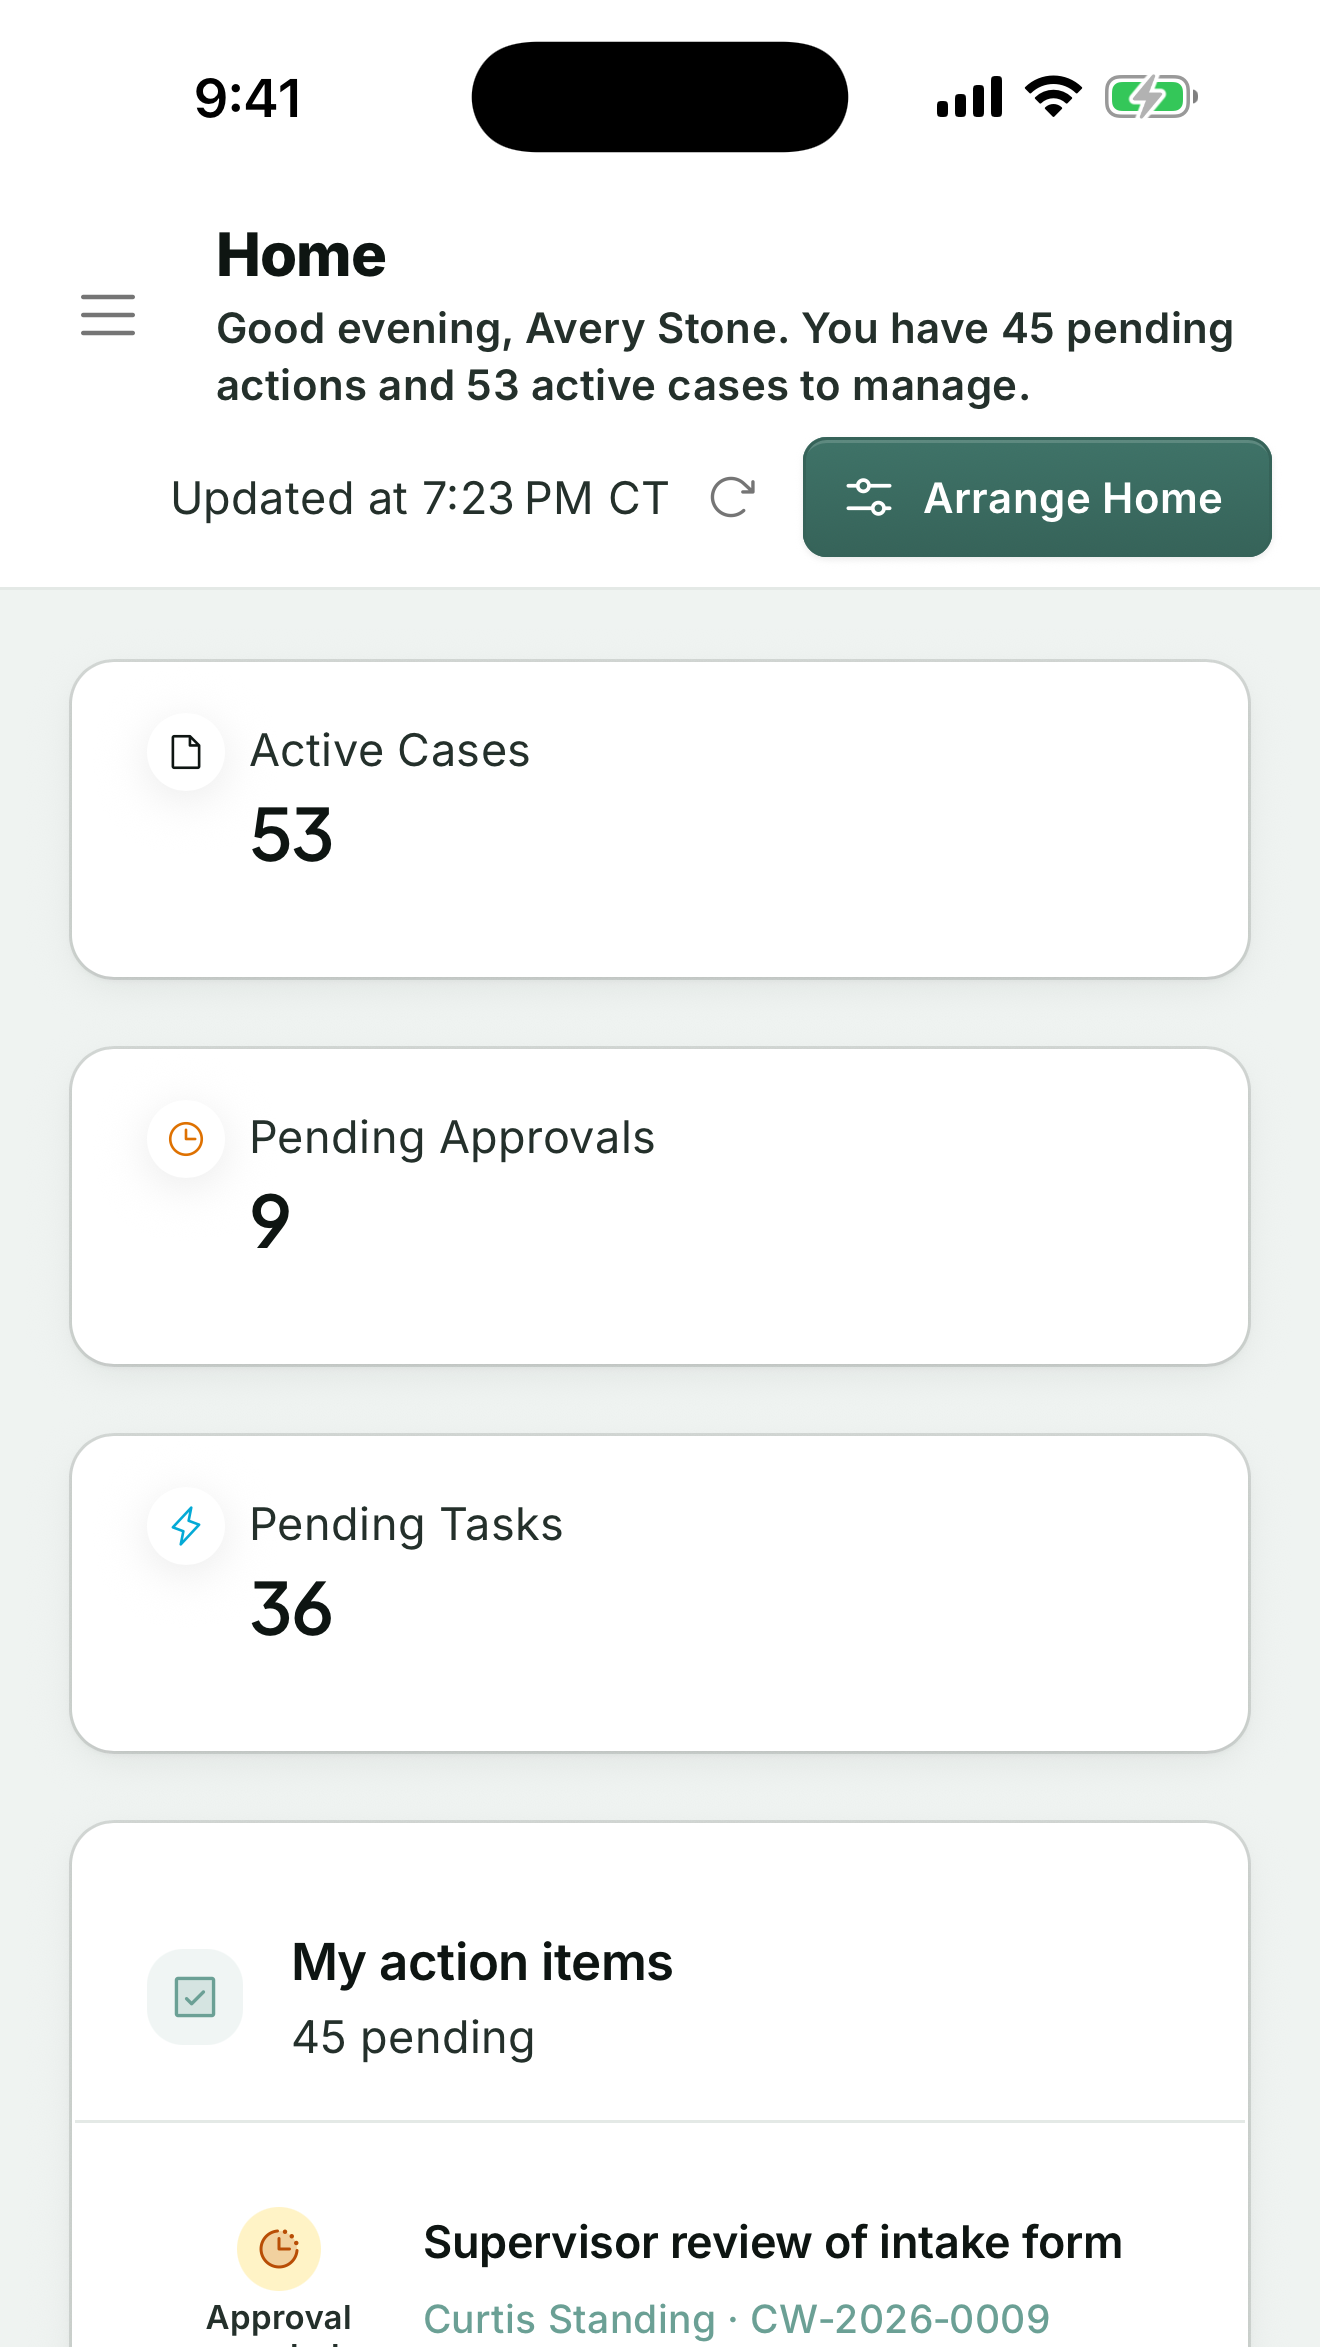 9:41
Home
Good evening, Avery Stone. You have 45 pending
actions and 53 active cases to manage.
Updated at 7:23 PM CT
Arrange Home
Active Cases
53
Pending Approvals
9
Pending Tasks
36
My action items
45 pending
Supervisor review of intake form
Curtis Standing · CW-2026-0009
Approval